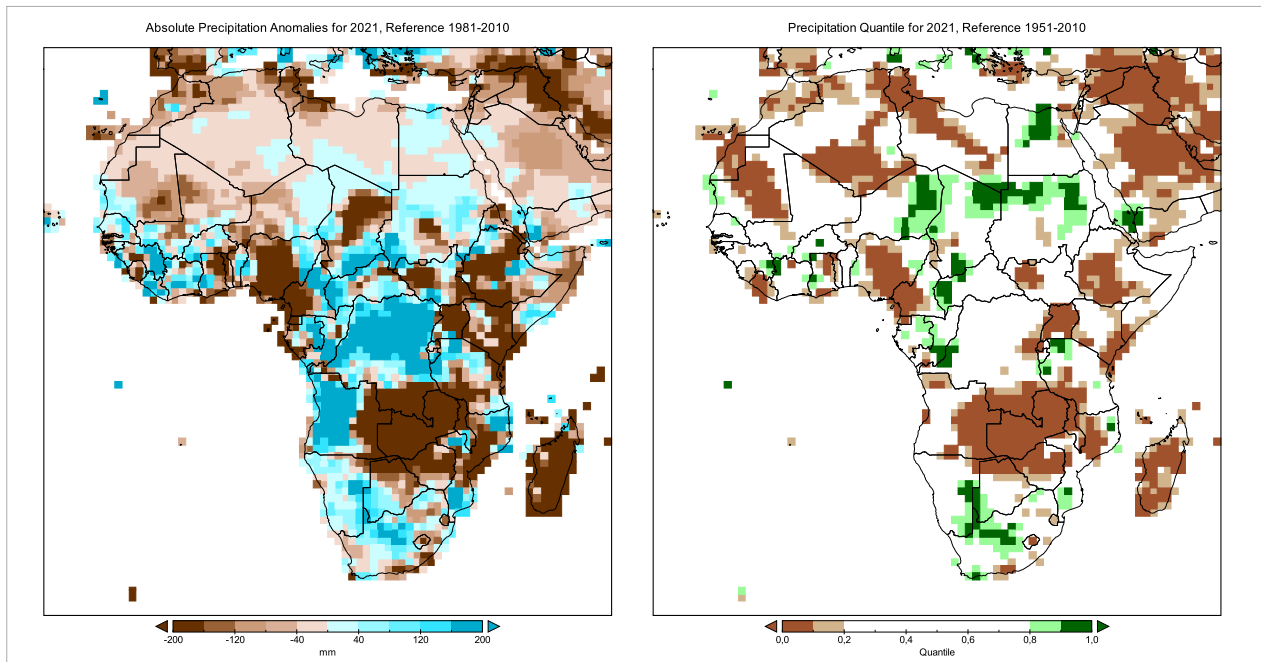 Absolute Precipitation Anomalies for 2021, Reference 1981-2010
Precipitation Quantile for 2021, Reference 1951-2010
-200 -120 -40 40 120 200
mm
0,0 0,2 0,4 0,6 0,8 1,0
Quantile